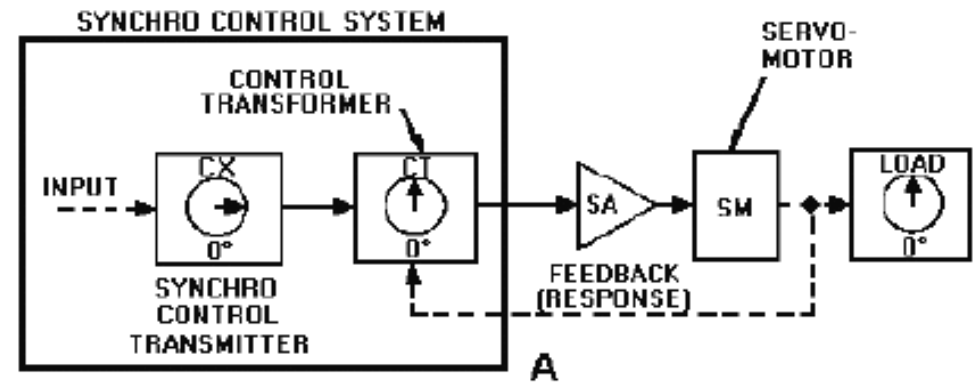 SYNCHRO CONTROL SYSTEM
SERVO-
MOTOR
CONTROL
TRANSFORMER
INPUT
CX
0°
CT
0°
SA
SM
LOAD
0°
SYNCHRO
CONTROL
TRANSMITTER
FEEDBACK
(RESPONSE)
A